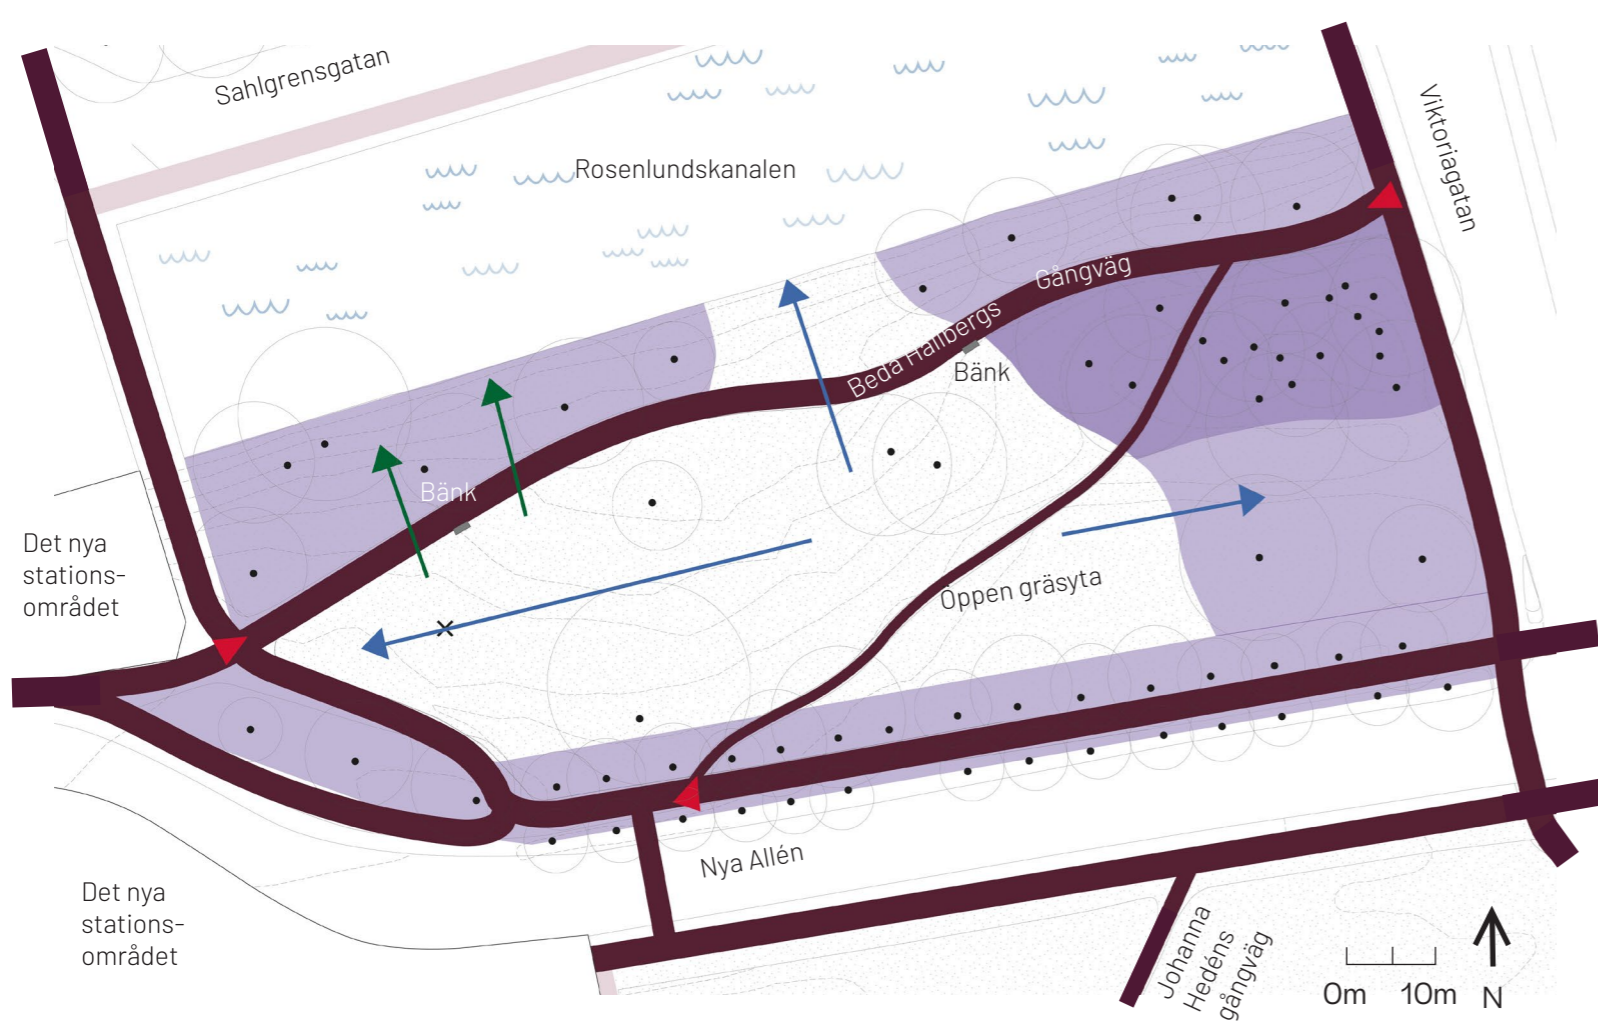 Sahlgrensgatan
Viktoriagatan
Rosenlundskanalen
Beda Hallbergs Gångväg
Bänk
Bänk
Det nya
stations-
området
Öppen gräsyta
Nya Allén
Det nya
stations-
området
Johanna
Hedéns
gångväg
0m 10m N